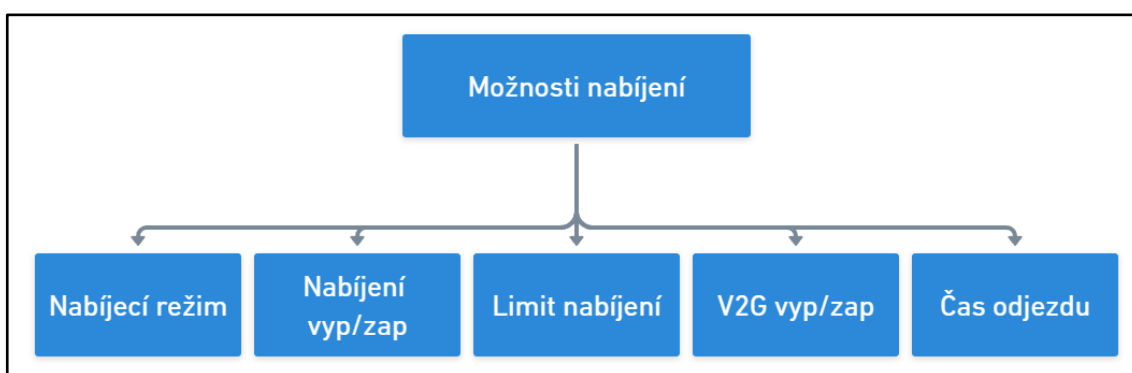 Možnosti nabíjení
Nabíjecí režim
Nabíjení
vyp/zap
Limit nabíjení
V2G vyp/zap
Čas odjezdu